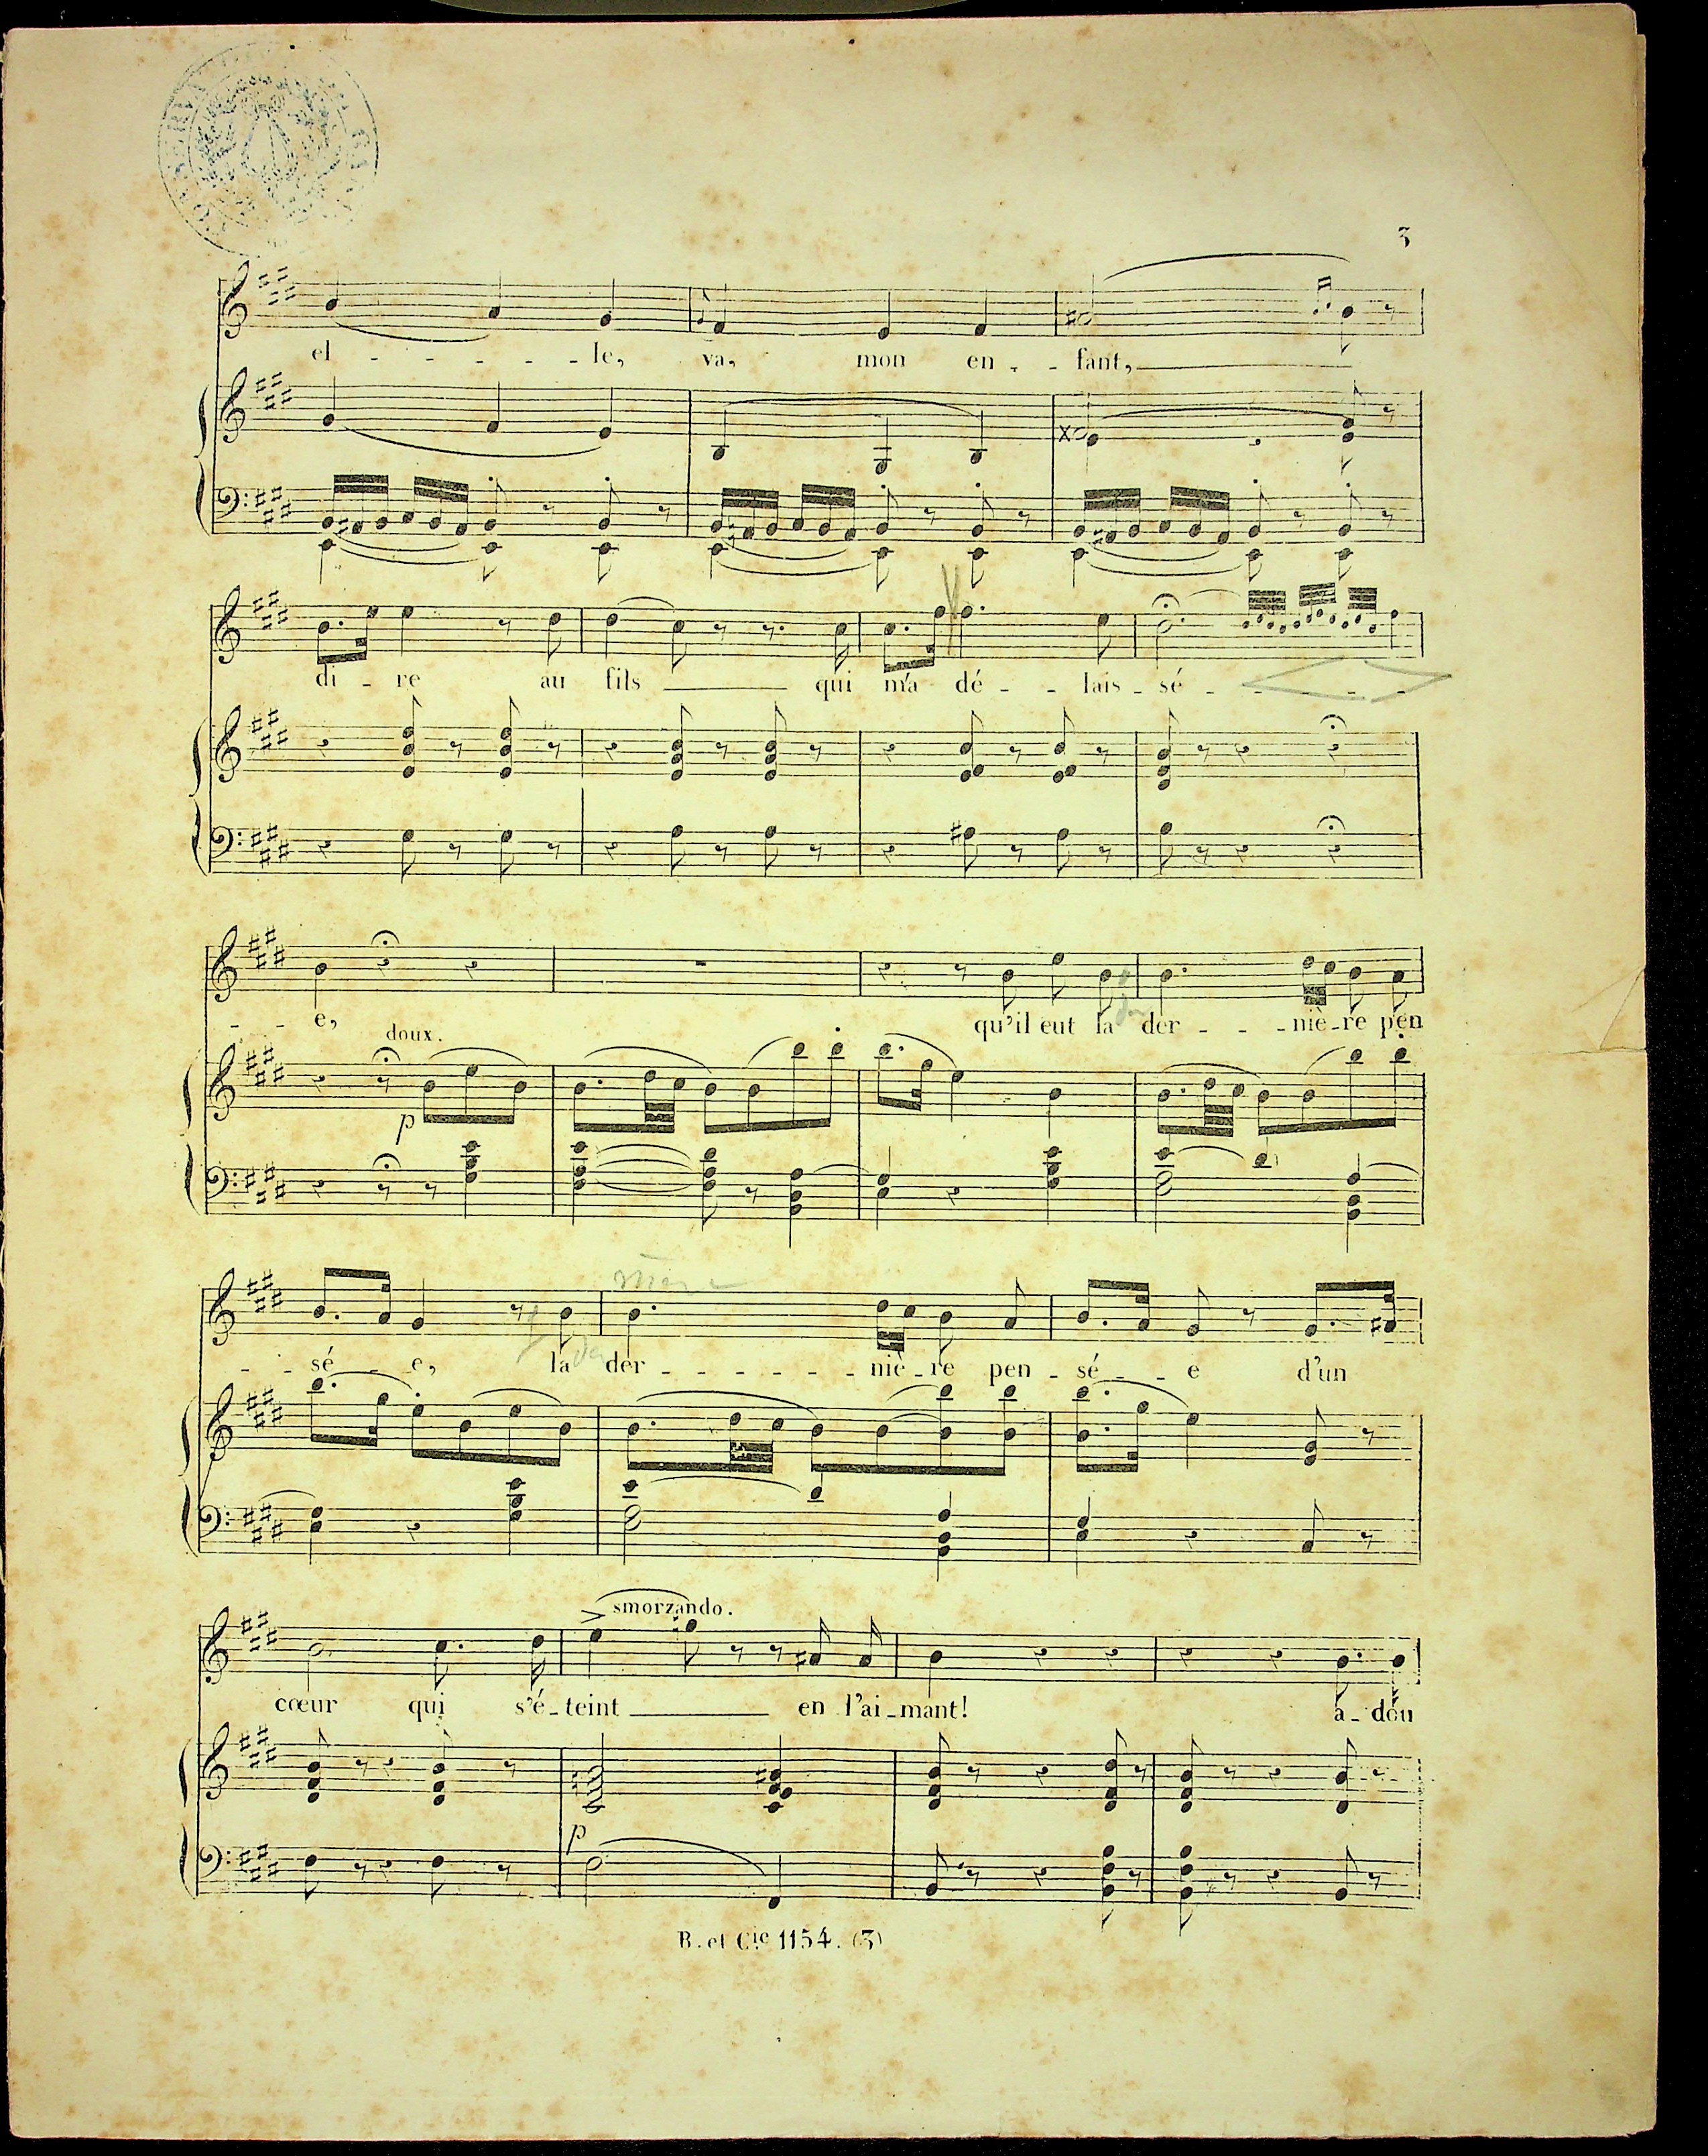 3
el - - - - - le, va, mon en - - fant,
di - re au fils qui m'a dé - - lais - sé - - - - -
- - e,
doux.
qu'il eut la der - - - niè - re pen
p
- - sé - e, la der - - - - - - niè - re pen - sé - - e d'un
smorzando.
cœur qui s'é - teint en l'ai - mant! a - dou
p
B. et Cie 1154. (3)